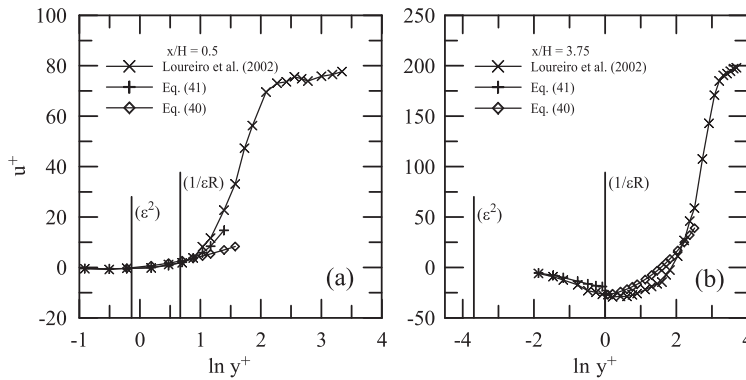 100
80
60
40
20
0
-20
u⁺
x/H = 0.5
Loureiro et al. (2002)
Eq. (41)
Eq. (40)
(ε²)
(1/εR)
(a)
-1 0 1 2 3 4
ln y⁺
250
200
150
100
50
0
-50
x/H = 3.75
Loureiro et al. (2002)
Eq. (41)
Eq. (40)
(ε²)
(1/εR)
(b)
-4 -2 0 2 4
ln y⁺